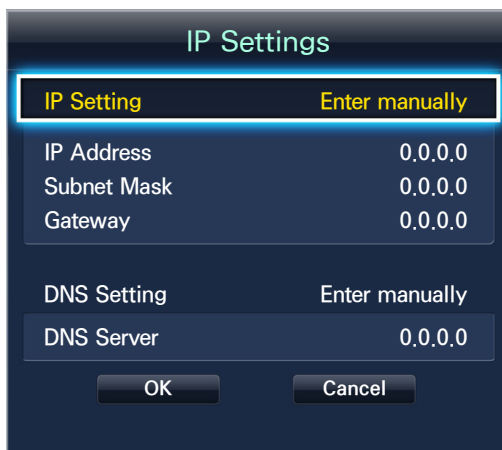 IP Settings
IP Setting Enter manually
IP Address 0.0.0.0
Subnet Mask 0.0.0.0
Gateway 0.0.0.0
DNS Setting Enter manually
DNS Server 0.0.0.0
OK Cancel